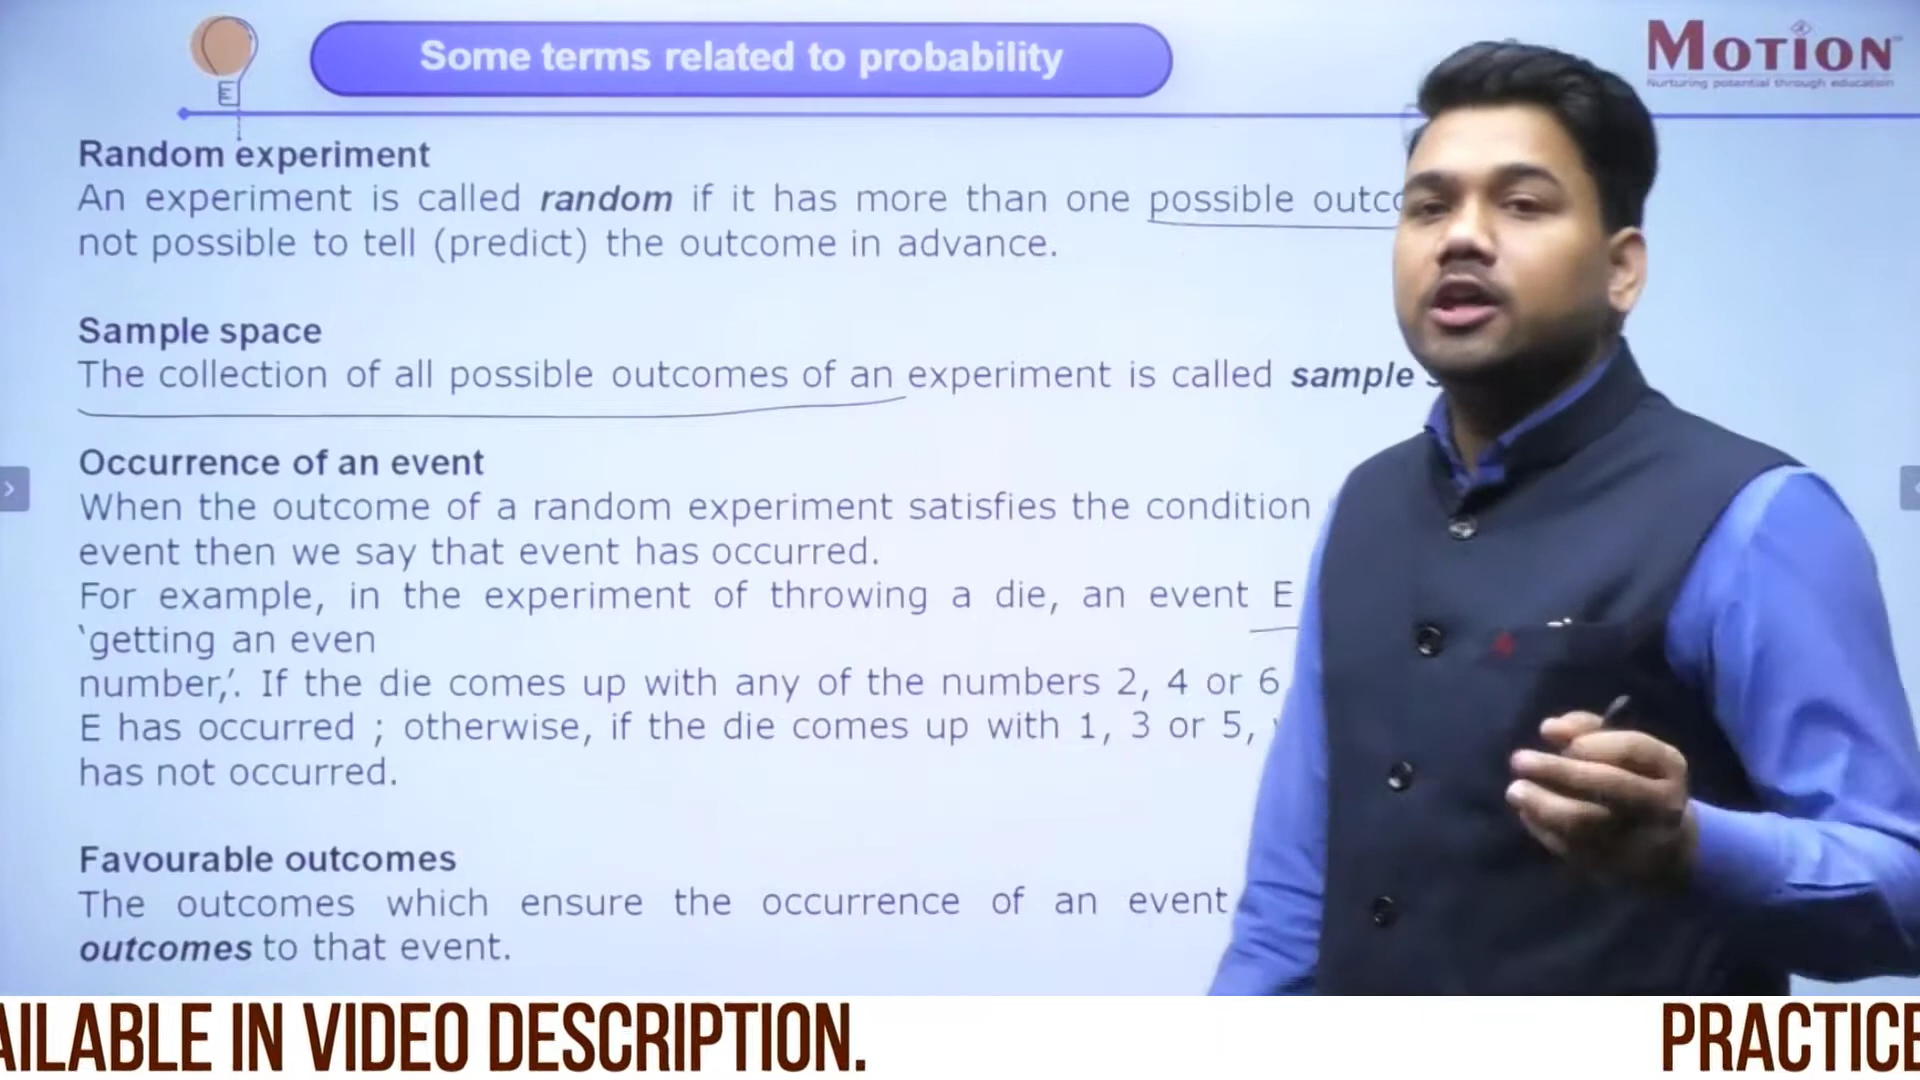 Some terms related to probability
MOTION
Nurturing potential through education
Random experiment
An experiment is called random if it has more than one possible
not possible to tell (predict) the outcome in advance.
Sample space
The collection of all possible outcomes of an experiment is called sample
Occurrence of an event
When the outcome of a random experiment satisfies the condition
event then we say that event has occurred.
For example, in the experiment of throwing a die, an event E
‘getting an even
number,’. If the die comes up with any of the numbers 2, 4 or 6
E has occurred ; otherwise, if the die comes up with 1, 3 or 5,
has not occurred.
Favourable outcomes
The outcomes which ensure the occurrence of an event
outcomes to that event.
AILABLE IN VIDEO DESCRIPTION. PRACTICE